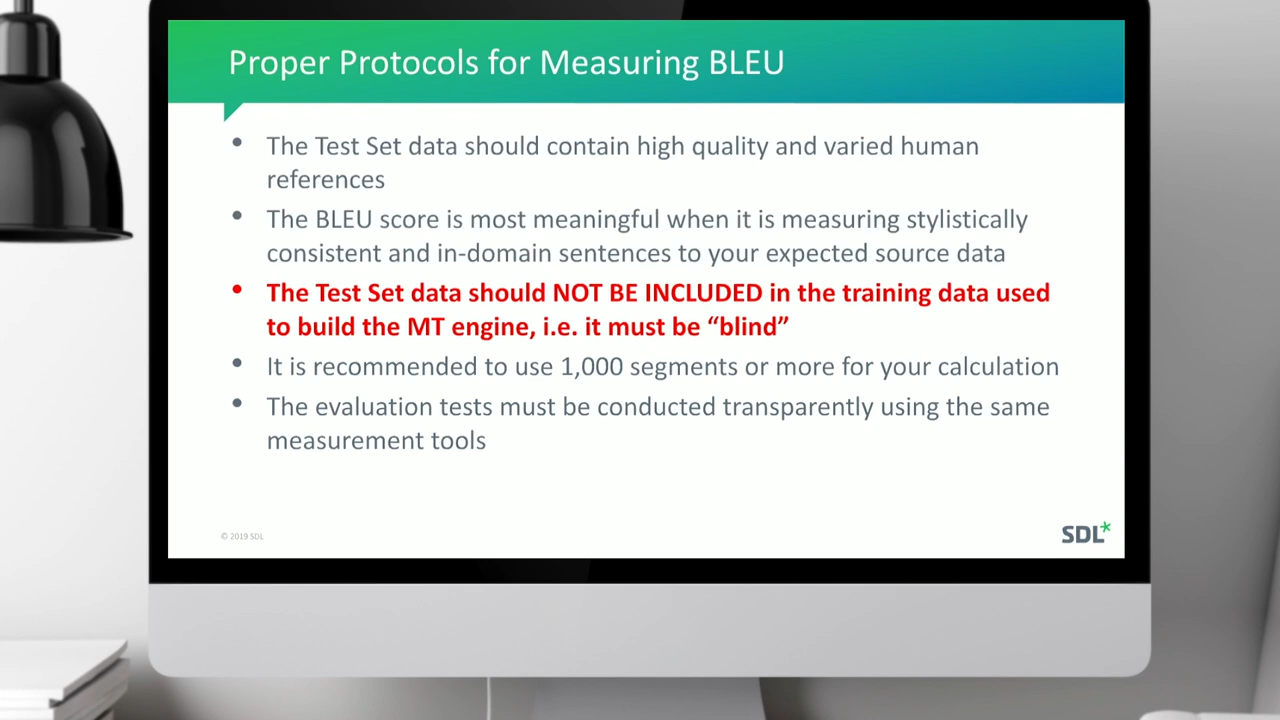 Proper Protocols for Measuring BLEU
• The Test Set data should contain high quality and varied human
references
• The BLEU score is most meaningful when it is measuring stylistically
consistent and in-domain sentences to your expected source data
• The Test Set data should NOT BE INCLUDED in the training data used
to build the MT engine, i.e. it must be “blind”
• It is recommended to use 1,000 segments or more for your calculation
• The evaluation tests must be conducted transparently using the same
measurement tools
© 2019 SDL
SDL*